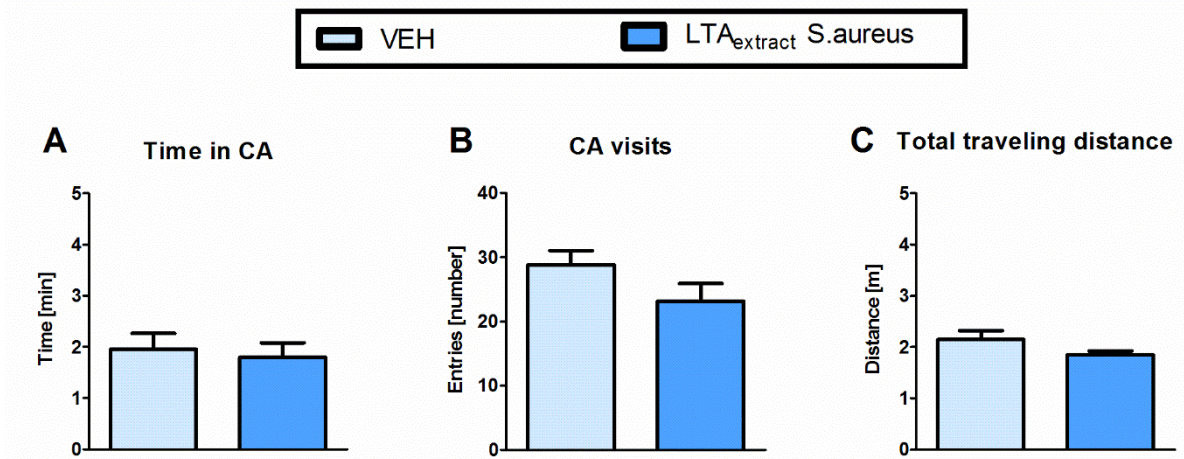 VEH
LTAextract S.aureus
A Time in CA
5
4
3
2
1
0
Time [min]
B CA visits
40
30
20
10
0
Entries [number]
C Total traveling distance
5
4
3
2
1
0
Distance [m]